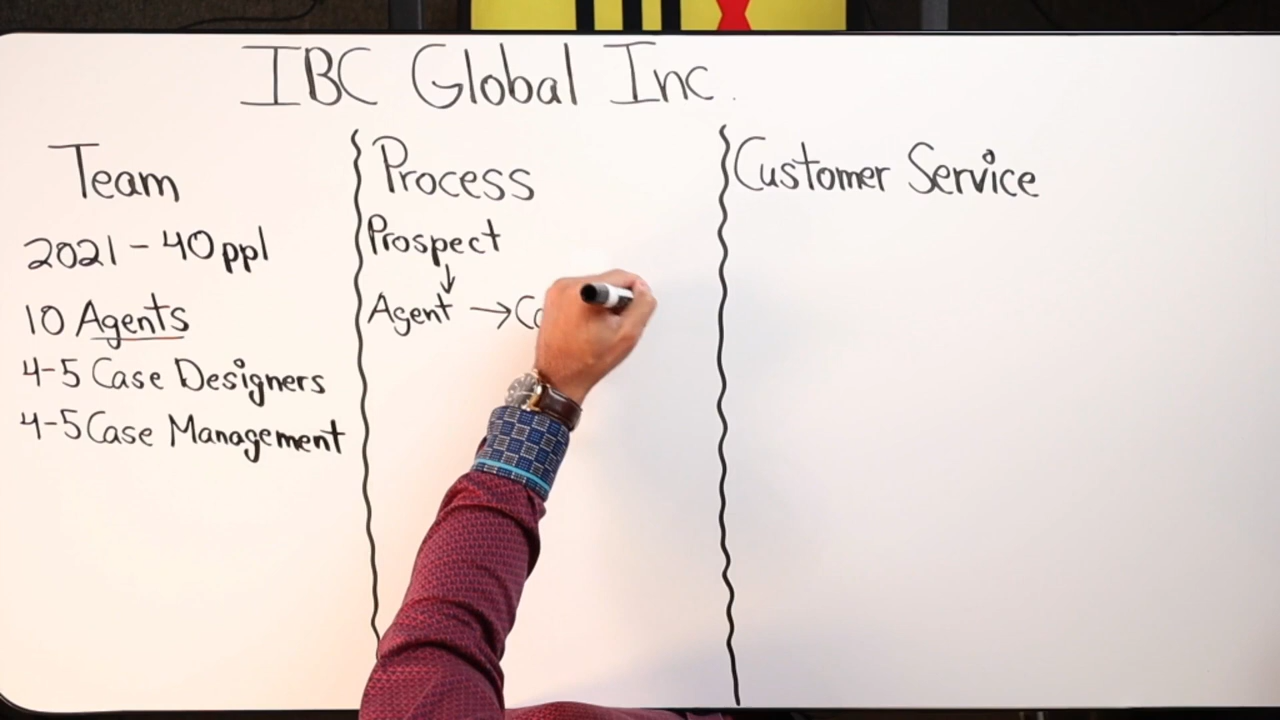 IBC Global Inc.
Team
2021 - 40 ppl
10 Agents
4-5 Case Designers
4-5 Case Management
Process
Prospect
↓
Agent → Co
Customer Service